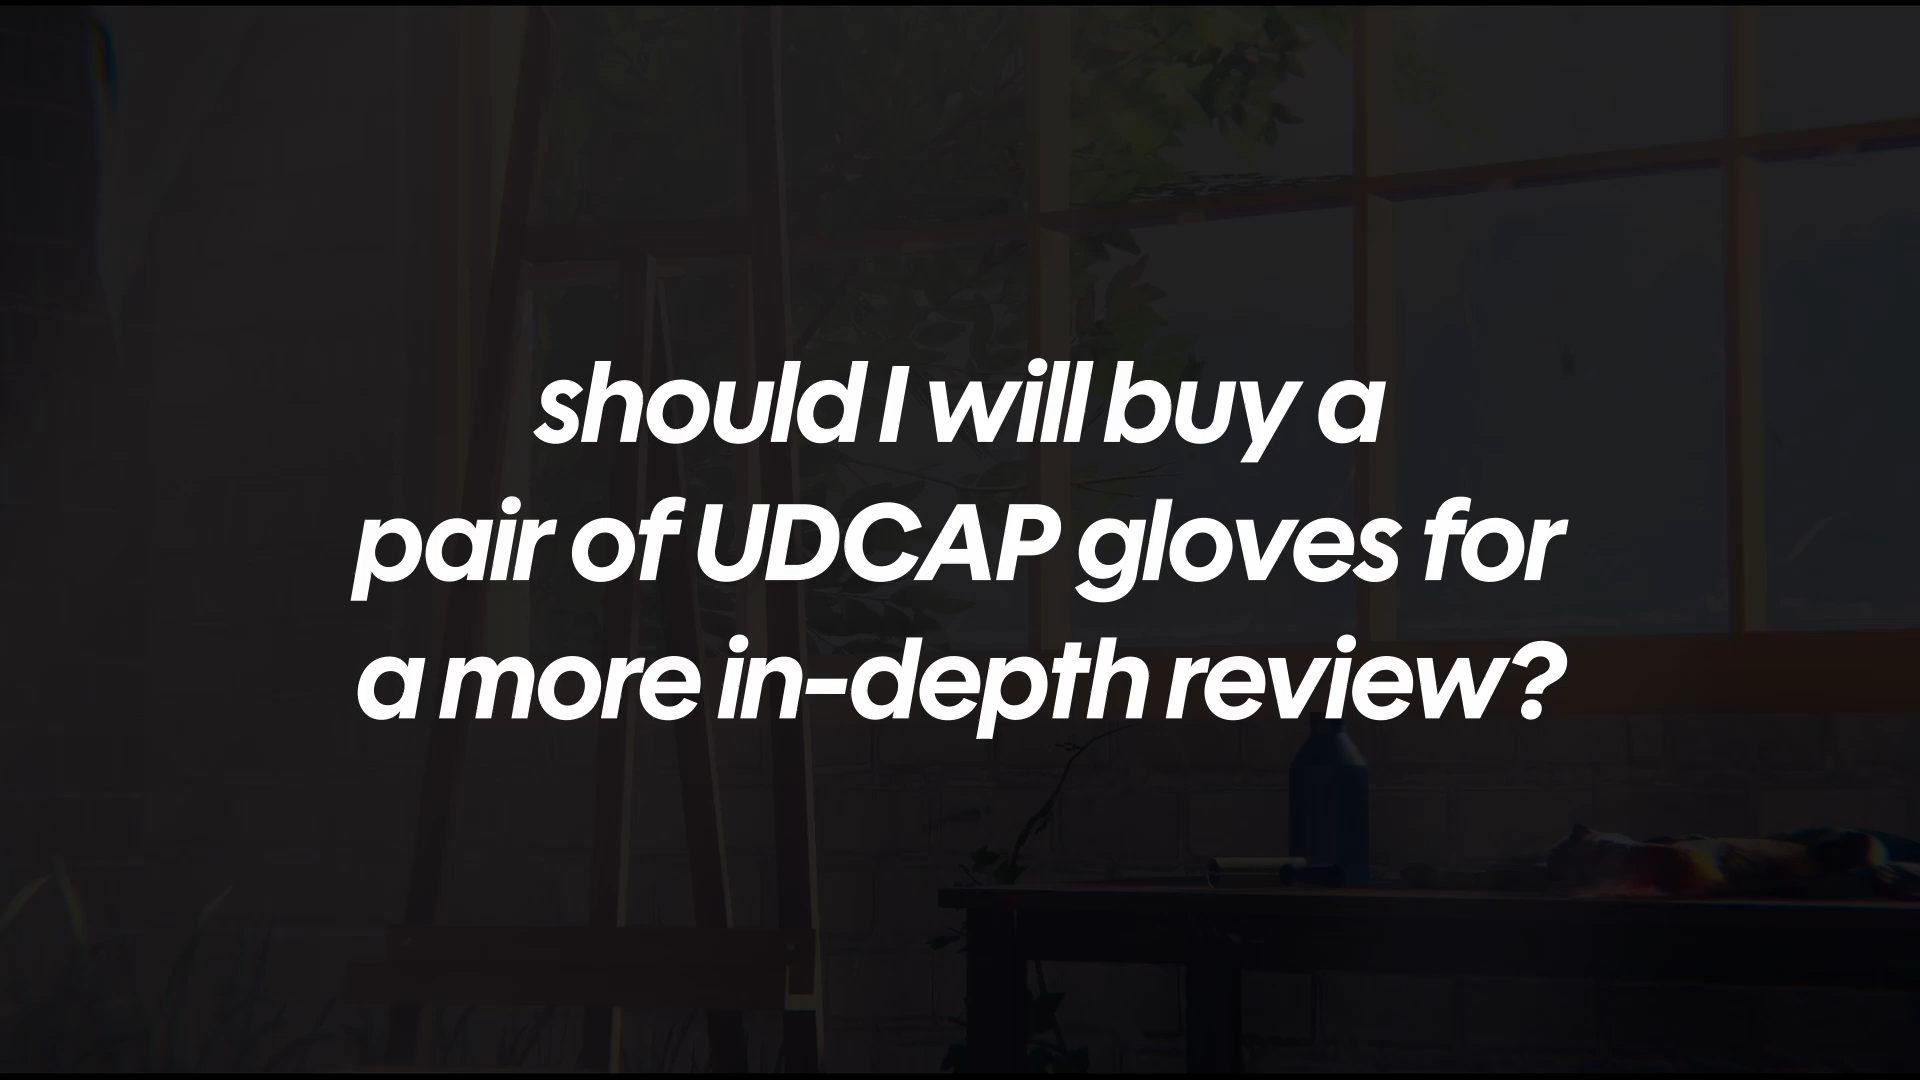 should I will buy a
pair of UDCAP gloves for
a more in-depth review?